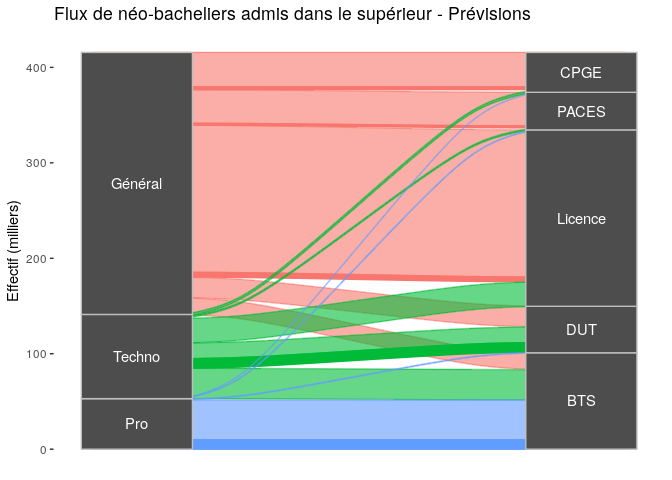 Flux de néo-bacheliers admis dans le supérieur - Prévisions
Effectif (milliers)
400
300
200
100
0
Général
Techno
Pro
CPGE
PACES
Licence
DUT
BTS